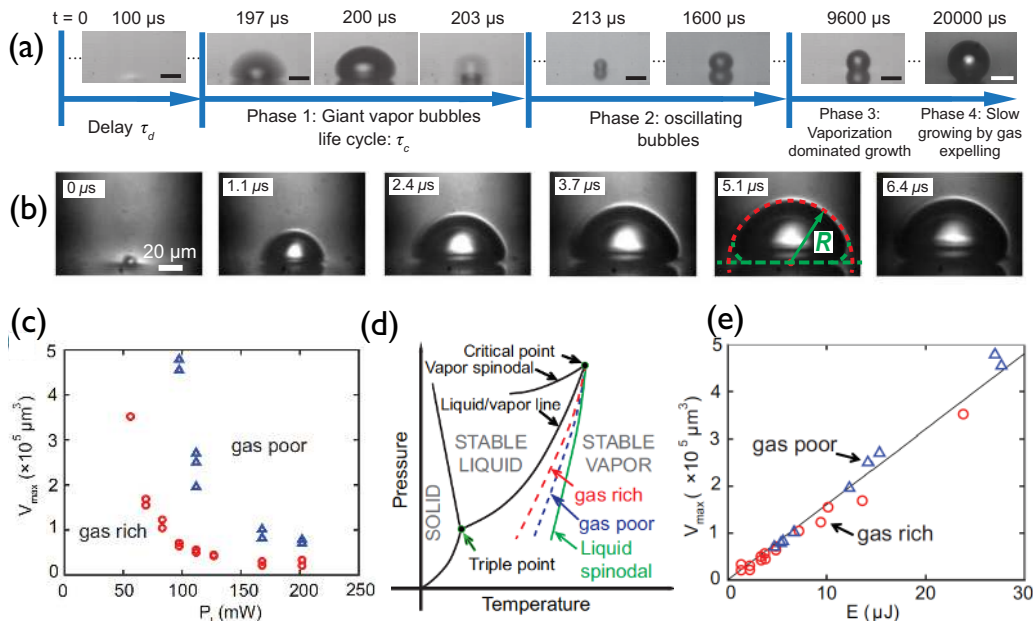 t = 0 100 µs 197 µs 200 µs 203 µs 213 µs 1600 µs 9600 µs 20000 µs
(a)
Delay τd
Phase 1: Giant vapor bubbles
life cycle: τc
Phase 2: oscillating
bubbles
Phase 3:
Vaporization
dominated growth
Phase 4: Slow
growing by gas
expelling
(b)
0 µs
20 µm
1.1 µs
2.4 µs
3.7 µs
5.1 µs
R
6.4 µs
(c)
Vmax (×10⁵ µm³)
5
4
3
2
1
0
gas poor
gas rich
0 50 100 150 200 250
(mW)
(d)
Critical point
Vapor spinodal
Liquid/vapor line
STABLE
LIQUID
STABLE
VAPOR
SOLID
gas rich
gas poor
Liquid
spinodal
Triple point
Pressure
Temperature
(e)
Vmax (×10⁵ µm³)
5
4
3
2
1
0
gas poor
gas rich
0 10 20 30
E (µJ)